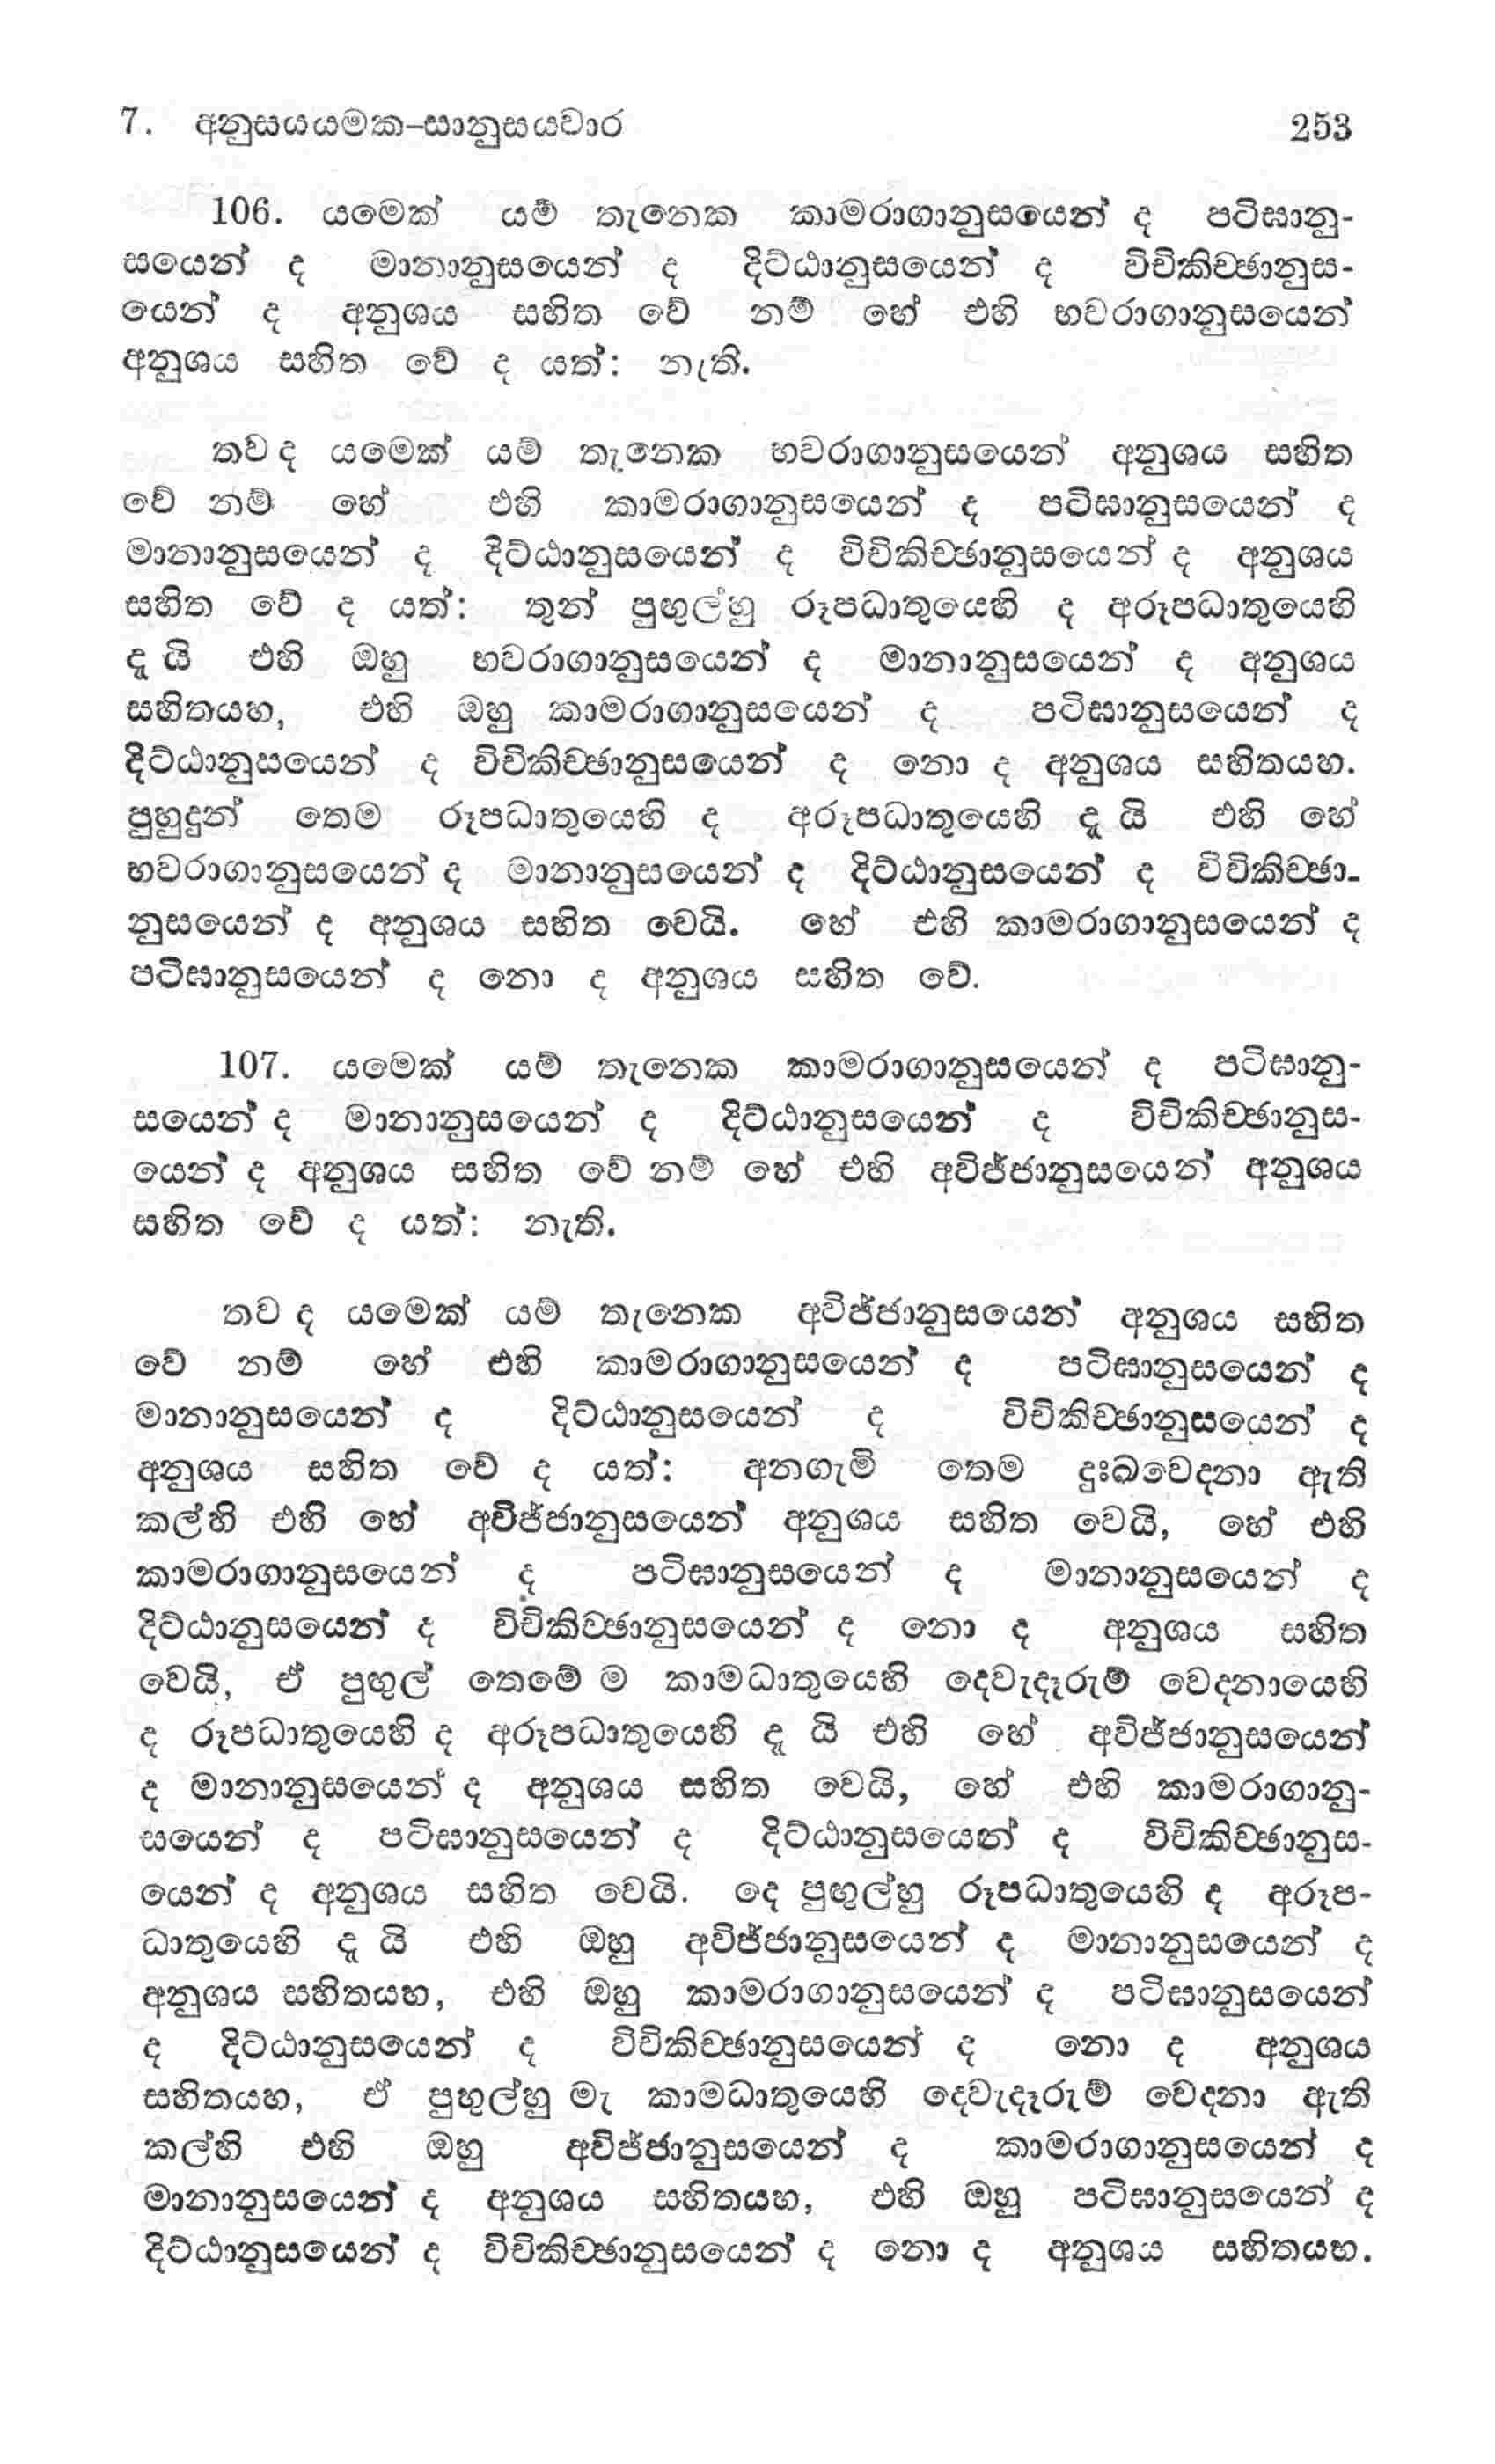 7. අනුසයයමක–සානුසයවාර 253
106. යමෙක් යම් තැනෙක කාමරාගානුසයෙන් ද පටිඝානු-
සයෙන් ද මානානුසයෙන් ද දිට්ඨානුසයෙන් ද විචිකිච්ඡානුස-
යෙන් ද අනුශය සහිත වේ නම් හේ එහි භවරාගානුසයෙන්
අනුශය සහිත වේ ද යත්: නැති.
තව ද යමෙක් යම් තැනෙක භවරාගානුසයෙන් අනුශය සහිත
වේ නම් හේ එහි කාමරාගානුසයෙන් ද පටිඝානුසයෙන් ද
මානානුසයෙන් ද දිට්ඨානුසයෙන් ද විචිකිච්ඡානුසයෙන් ද අනුශය
සහිත වේ ද යත්: තුන් පුඟුල්හු රූපධාතුයෙහි ද අරූපධාතුයෙහි
දැ යි එහි ඔහු භවරාගානුසයෙන් ද මානානුසයෙන් ද අනුශය
සහිතයහ, එහි ඔහු කාමරාගානුසයෙන් ද පටිඝානුසයෙන් ද
දිට්ඨානුසයෙන් ද විචිකිච්ඡානුසයෙන් ද නො ද අනුශය සහිතයහ.
පුහුදුන් තෙම රූපධාතුයෙහි ද අරූපධාතුයෙහි දැ යි එහි හේ
භවරාගානුසයෙන් ද මානානුසයෙන් ද දිට්ඨානුසයෙන් ද විචිකිච්ඡා-
නුසයෙන් ද අනුශය සහිත වෙයි. හේ එහි කාමරාගානුසයෙන් ද
පටිඝානුසයෙන් ද නො ද අනුශය සහිත වේ.
107. යමෙක් යම් තැනෙක කාමරාගානුසයෙන් ද පටිඝානු-
සයෙන් ද මානානුසයෙන් ද දිට්ඨානුසයෙන් ද විචිකිච්ඡානුස-
යෙන් ද අනුශය සහිත වේ නම් හේ එහි අවිජ්ජානුසයෙන් අනුශය
සහිත වේ ද යත්: නැති.
තව ද යමෙක් යම් තැනෙක අවිජ්ජානුසයෙන් අනුශය සහිත
වේ නම් හේ එහි කාමරාගානුසයෙන් ද පටිඝානුසයෙන් ද
මානානුසයෙන් ද දිට්ඨානුසයෙන් ද විචිකිච්ඡානුසයෙන් ද
අනුශය සහිත වේ ද යත්: අනගැමි තෙම දුඃඛවෙදනා ඇති
කල්හි එහි හේ අවිජ්ජානුසයෙන් අනුශය සහිත වෙයි, හේ එහි
කාමරාගානුසයෙන් ද පටිඝානුසයෙන් ද මානානුසයෙන් ද
දිට්ඨානුසයෙන් ද විචිකිච්ඡානුසයෙන් ද නො ද අනුශය සහිත
වෙයි, ඒ පුඟුල් තෙමේ ම කාමධාතුයෙහි දෙවැදෑරුම් වෙදනායෙහි
ද රූපධාතුයෙහි ද අරූපධාතුයෙහි දැ යි එහි හේ අවිජ්ජානුසයෙන්
ද මානානුසයෙන් ද අනුශය සහිත වෙයි, හේ එහි කාමරාගානු-
සයෙන් ද පටිඝානුසයෙන් ද දිට්ඨානුසයෙන් ද විචිකිච්ඡානුස-
යෙන් ද අනුශය සහිත වෙයි. දෙ පුඟුල්හු රූපධාතුයෙහි ද අරූප-
ධාතුයෙහි දැ යි එහි ඔහු අවිජ්ජානුසයෙන් ද මානානුසයෙන් ද
අනුශය සහිතයහ, එහි ඔහු කාමරාගානුසයෙන් ද පටිඝානුසයෙන්
ද දිට්ඨානුසයෙන් ද විචිකිච්ඡානුසයෙන් ද නො ද අනුශය
සහිතයහ, ඒ පුඟුල්හු මැ කාමධාතුයෙහි දෙවැදෑරුම් වෙදනා ඇති
කල්හි එහි ඔහු අවිජ්ජානුසයෙන් ද කාමරාගානුසයෙන් ද
මානානුසයෙන් ද අනුශය සහිතයහ, එහි ඔහු පටිඝානුසයෙන් ද
දිට්ඨානුසයෙන් ද විචිකිච්ඡානුසයෙන් ද නො ද අනුශය සහිතයහ.